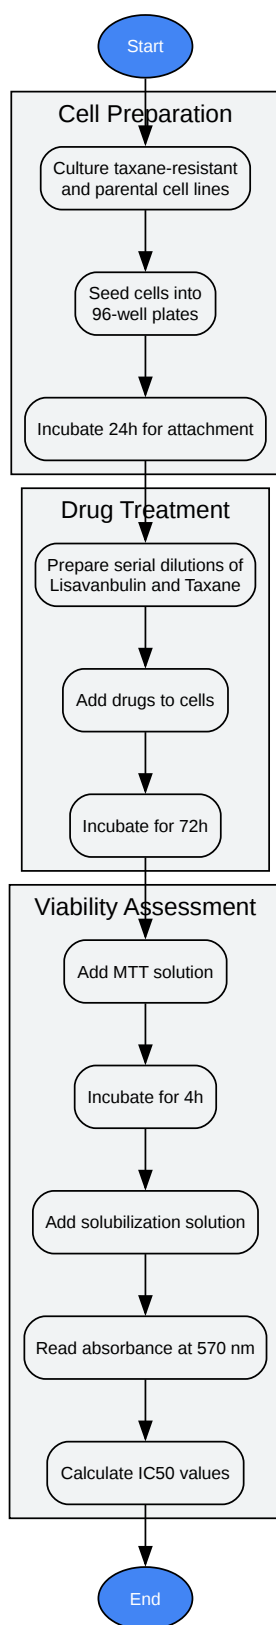 Start
Cell Preparation
Culture taxane-resistant
and parental cell lines
Seed cells into
96-well plates
Incubate 24h for attachment
Drug Treatment
Prepare serial dilutions of
Lisavanbulin and Taxane
Add drugs to cells
Incubate for 72h
Viability Assessment
Add MTT solution
Incubate for 4h
Add solubilization solution
Read absorbance at 570 nm
Calculate IC50 values
End